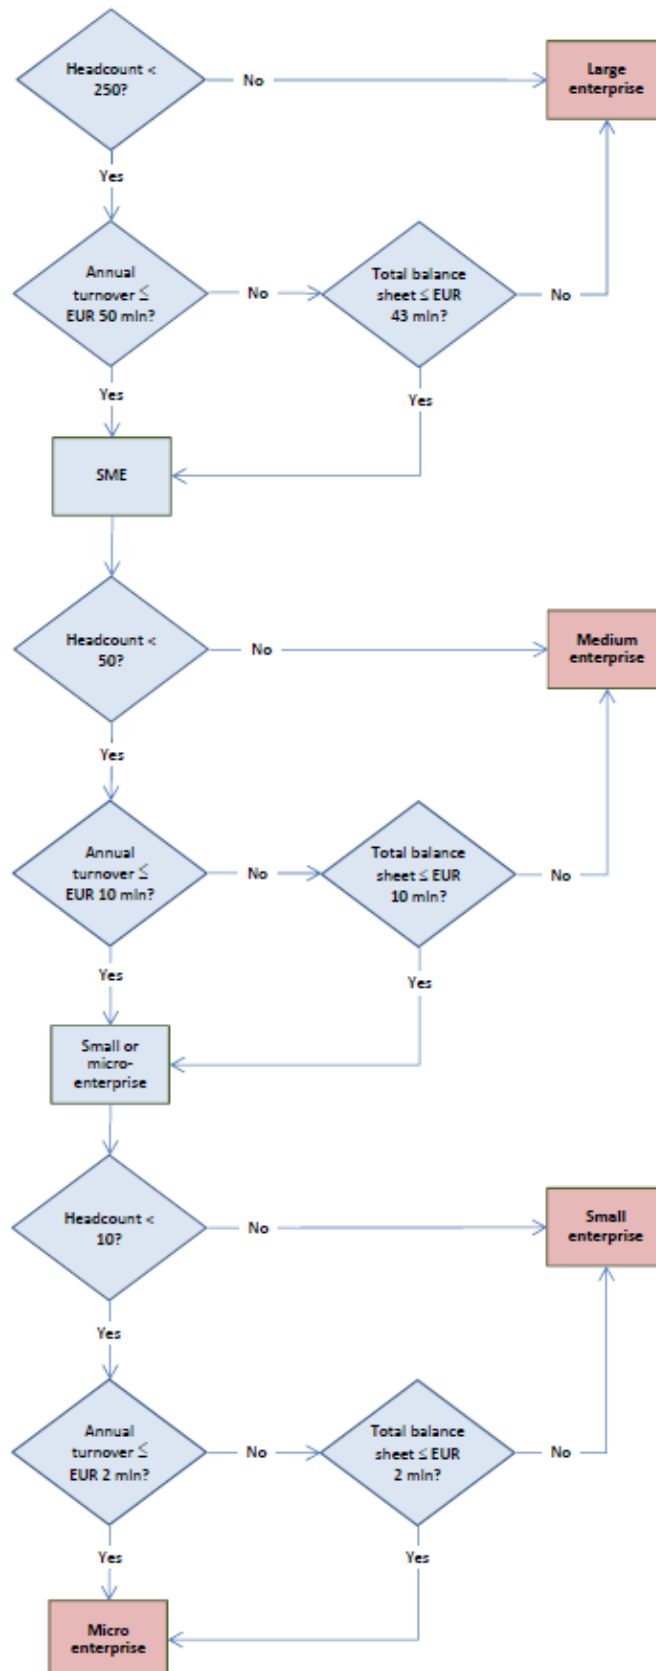 Headcount <
250?
No
Large
enterprise
Yes
Annual
turnover ≤
EUR 50 mln?
No
Total balance
sheet ≤ EUR
43 mln?
No
Yes
Yes
SME
Headcount <
50?
No
Medium
enterprise
Yes
Annual
turnover ≤
EUR 10 mln?
No
Total balance
sheet ≤ EUR
10 mln?
No
Yes
Yes
Small or
micro-
enterprise
Headcount <
10?
No
Small
enterprise
Yes
Annual
turnover ≤
EUR 2 mln?
No
Total balance
sheet ≤ EUR
2 mln?
No
Yes
Yes
Micro
enterprise